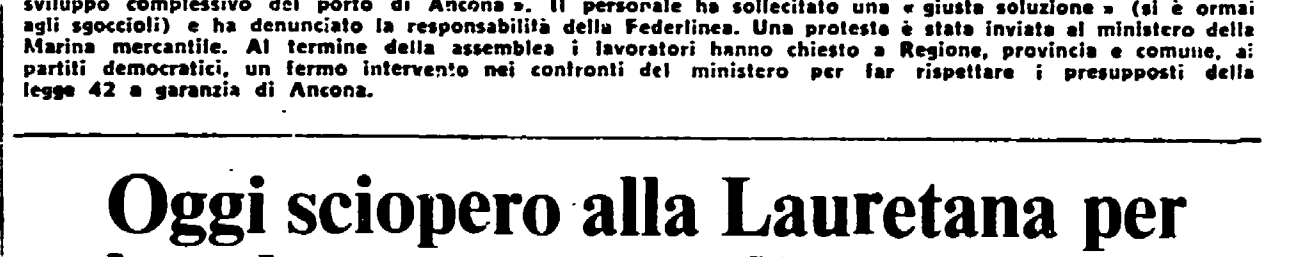 sviluppo complessivo del porto di Ancona ». Il personale ha sollecitato una « giusta soluzione » (si è ormai
agli sgoccioli) e ha denunciato la responsabilità della Federlinea. Una protesta è stata inviata al ministero della
Marina mercantile. Al termine della assemblea i lavoratori hanno chiesto a Regione, provincia e comune, ai
partiti democratici, un fermo intervento nei confronti del ministero per far rispettare i presupposti della
legge 42 a garanzia di Ancona.
Oggi sciopero alla Lauretana per